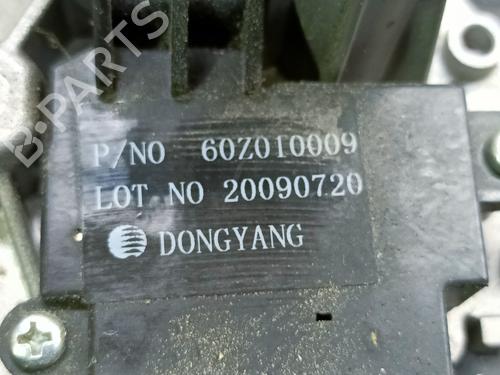 B-PARTS
P/NO 60Z010009
LOT NO 20090720
DONGYANG